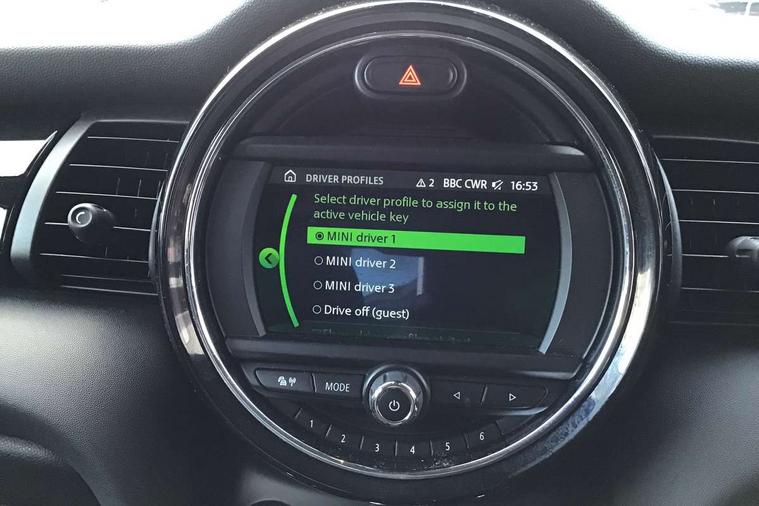 DRIVER PROFILES
2 BBC CWR 16:53
Select driver profile to assign it to the
active vehicle key
MINI driver 1
MINI driver 2
MINI driver 3
Drive off (guest)
MODE
1 2 3 4 5 6